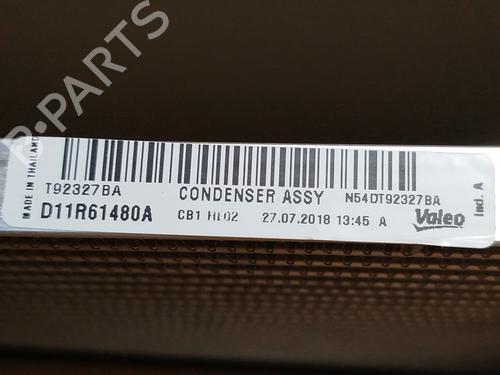 B-PARTS
MADE IN THAILAND
T92327BA
CONDENSER ASSY
N54DT92327BA
Ind. A
D11R61480A
CB1 HL02
27.07.2018 13:45 A
Valeo